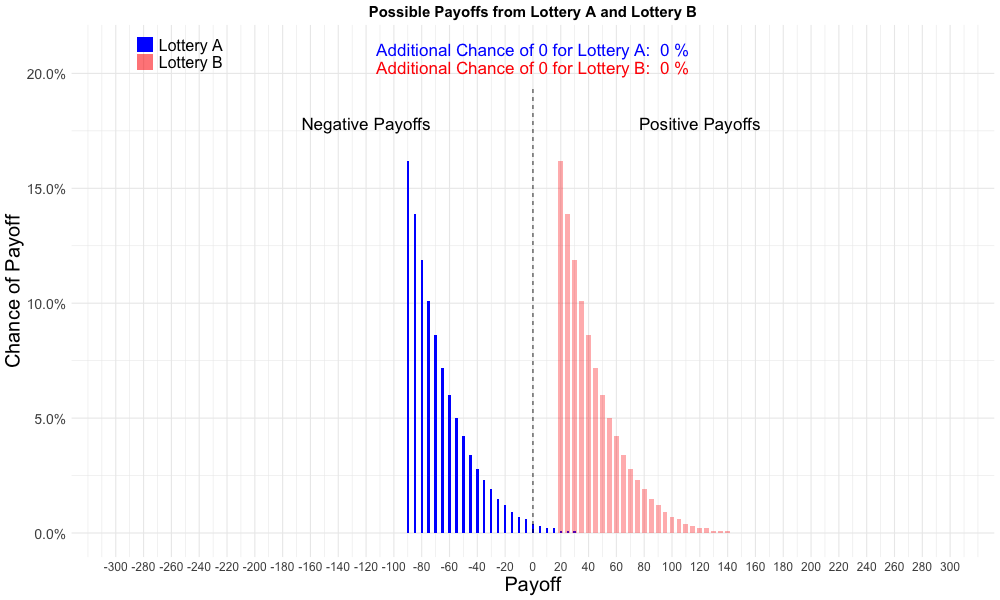 Possible Payoffs from Lottery A and Lottery B
Lottery A
Lottery B
Additional Chance of 0 for Lottery A:  0 %
Additional Chance of 0 for Lottery B:  0 %
Negative Payoffs
Positive Payoffs
20.0%
15.0%
10.0%
5.0%
0.0%
Chance of Payoff
-300 -280 -260 -240 -220 -200 -180 -160 -140 -120 -100 -80 -60 -40 -20 0 20 40 60 80 100 120 140 160 180 200 220 240 260 280 300
Payoff